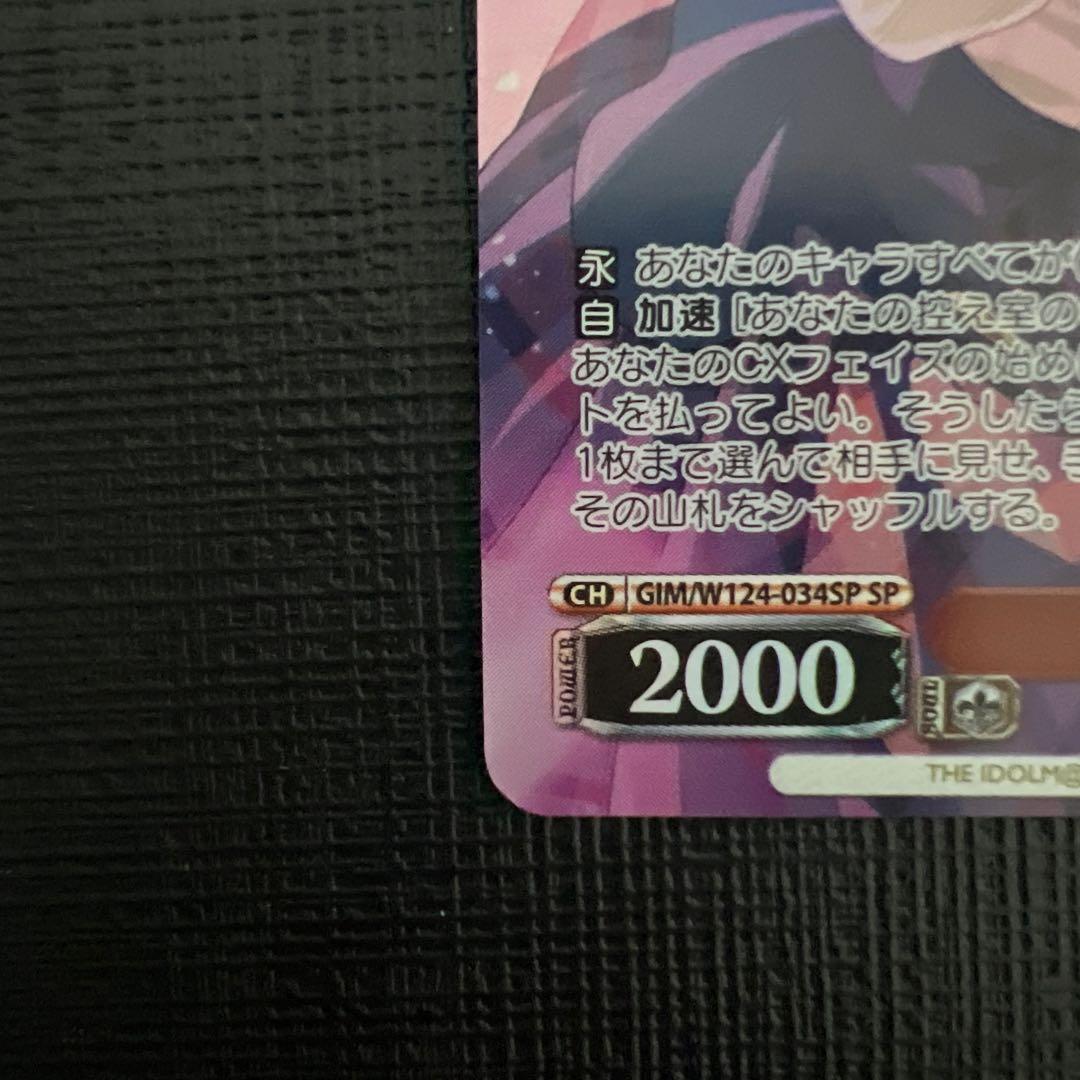 永 あなたのキャラすべてが
自 加速 [あなたの控え室の
あなたのCXフェイズの始め
トを払ってよい。そうしたら
1枚まで選んで相手に見せ、手
その山札をシャッフルする。
CH GIM/W124-034SP SP
POWER 2000
SOUL
THE IDOLM@